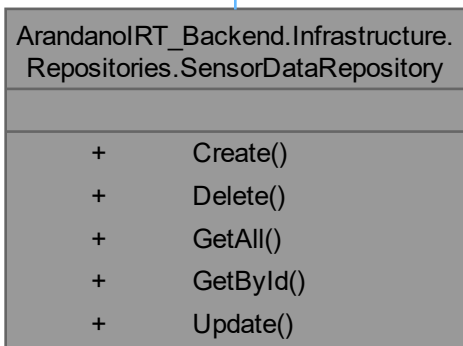 ArandanoIRT_Backend.Infrastructure.
Repositories.SensorDataRepository
+ Create()
+ Delete()
+ GetAll()
+ GetById()
+ Update()